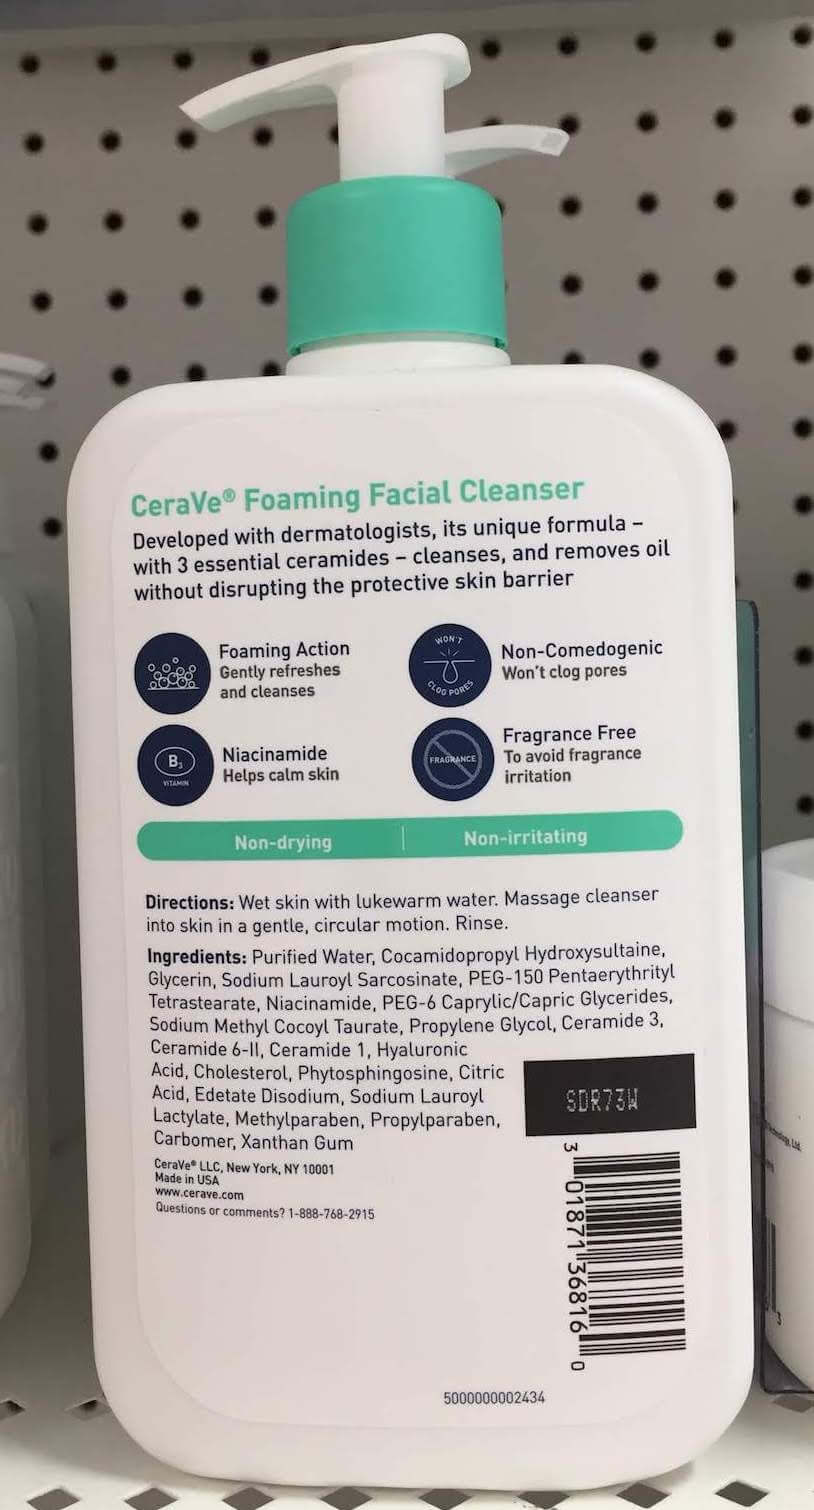 CeraVe® Foaming Facial Cleanser
Developed with dermatologists, its unique formula –
with 3 essential ceramides – cleanses, and removes oil
without disrupting the protective skin barrier
Foaming Action
Gently refreshes
and cleanses
WON'T
CLOG PORES
Non-Comedogenic
Won't clog pores
B3
VITAMIN
Niacinamide
Helps calm skin
FRAGRANCE
Fragrance Free
To avoid fragrance
irritation
Non-drying | Non-irritating
Directions: Wet skin with lukewarm water. Massage cleanser
into skin in a gentle, circular motion. Rinse.
Ingredients: Purified Water, Cocamidopropyl Hydroxysultaine,
Glycerin, Sodium Lauroyl Sarcosinate, PEG-150 Pentaerythrityl
Tetrastearate, Niacinamide, PEG-6 Caprylic/Capric Glycerides,
Sodium Methyl Cocoyl Taurate, Propylene Glycol, Ceramide 3,
Ceramide 6-II, Ceramide 1, Hyaluronic
Acid, Cholesterol, Phytosphingosine, Citric
Acid, Edetate Disodium, Sodium Lauroyl
Lactylate, Methylparaben, Propylparaben,
Carbomer, Xanthan Gum
SDR73W
CeraVe® LLC, New York, NY 10001
Made in USA
www.cerave.com
Questions or comments? 1-888-768-2915
3 01871 36816 0
5000000002434